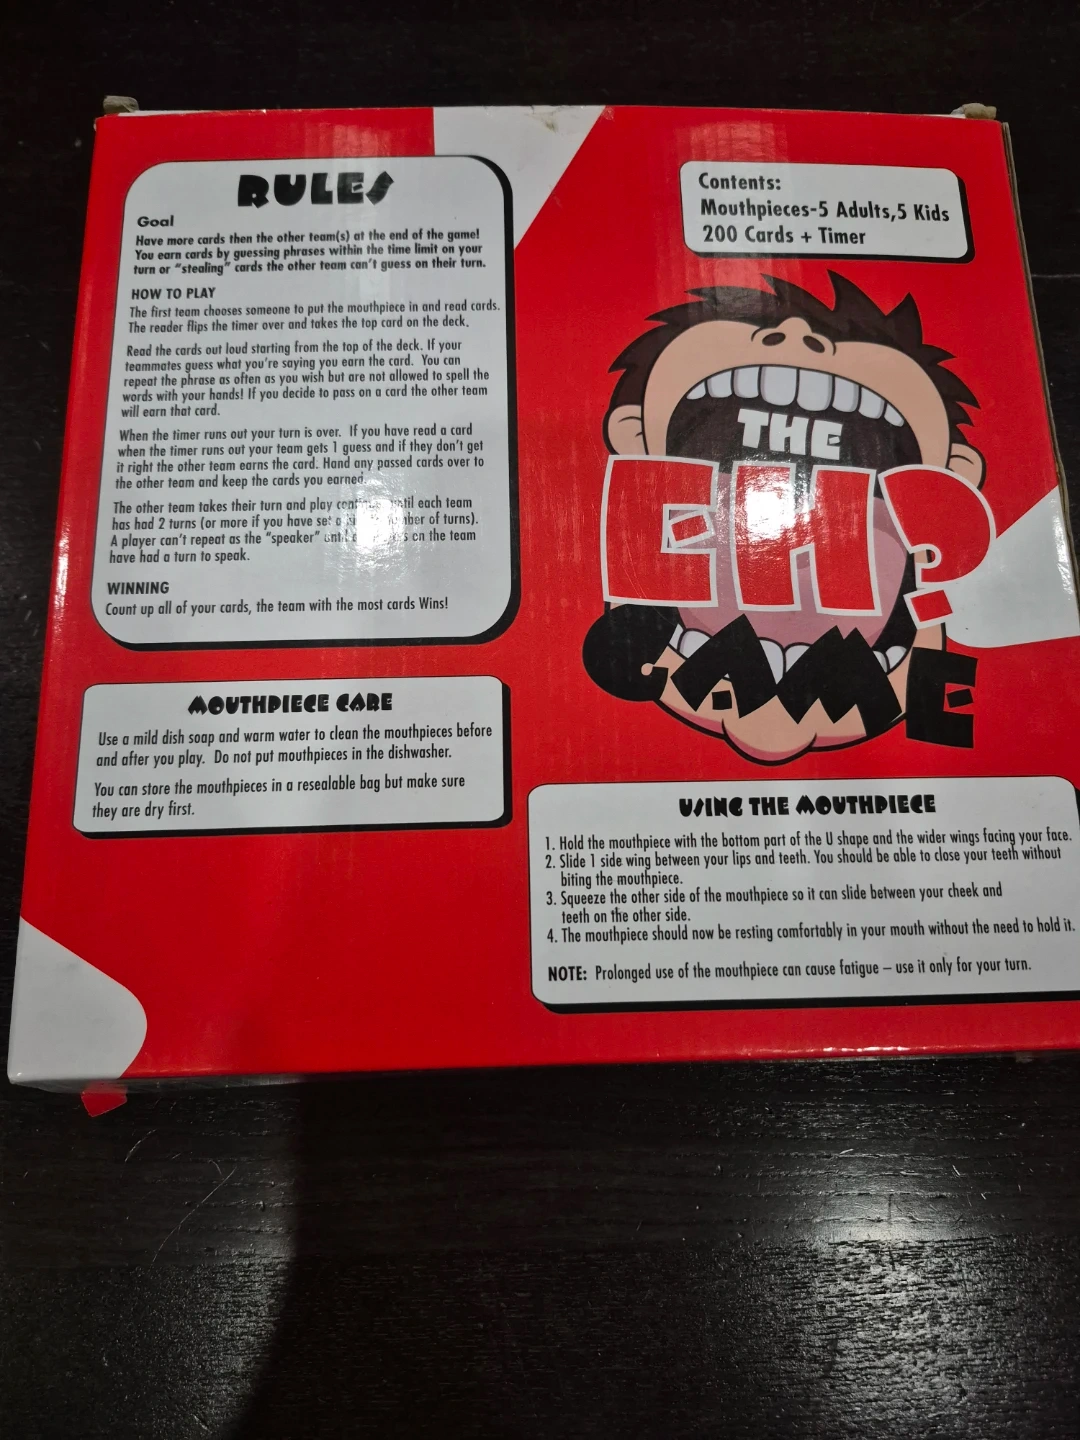 RULES
Goal
Have more cards then the other team(s) at the end of the game!
You earn cards by guessing phrases within the time limit on your
turn or "stealing" cards the other team can't guess on their turn.
HOW TO PLAY
The first team chooses someone to put the mouthpiece in and read cards.
The reader flips the timer over and takes the top card on the deck.
Read the cards out loud starting from the top of the deck. If your
teammates guess what you're saying you earn the card. You can
repeat the phrase as often as you wish but are not allowed to spell the
words with your hands! If you decide to pass on a card the other team
will earn that card.
When the timer runs out your turn is over. If you have read a card
when the timer runs out your team gets 1 guess and if they don't get
it right the other team earns the card. Hand any passed cards over to
the other team and keep the cards you earned.
The other team takes their turn and play until each team
has had 2 turns (or more if you have set a number of turns).
A player can't repeat as the "speaker" until on the team
have had a turn to speak.
WINNING
Count up all of your cards, the team with the most cards Wins!
MOUTHPIECE CARE
Use a mild dish soap and warm water to clean the mouthpieces before
and after you play. Do not put mouthpieces in the dishwasher.
You can store the mouthpieces in a resealable bag but make sure
they are dry first.
Contents:
Mouthpieces-5 Adults,5 Kids
200 Cards + Timer
THE
EH?
GAME
USING THE MOUTHPIECE
1. Hold the mouthpiece with the bottom part of the U shape and the wider wings facing your face.
2. Slide 1 side wing between your lips and teeth. You should be able to close your teeth without
biting the mouthpiece.
3. Squeeze the other side of the mouthpiece so it can slide between your cheek and
teeth on the other side.
4. The mouthpiece should now be resting comfortably in your mouth without the need to hold it.
NOTE: Prolonged use of the mouthpiece can cause fatigue – use it only for your turn.